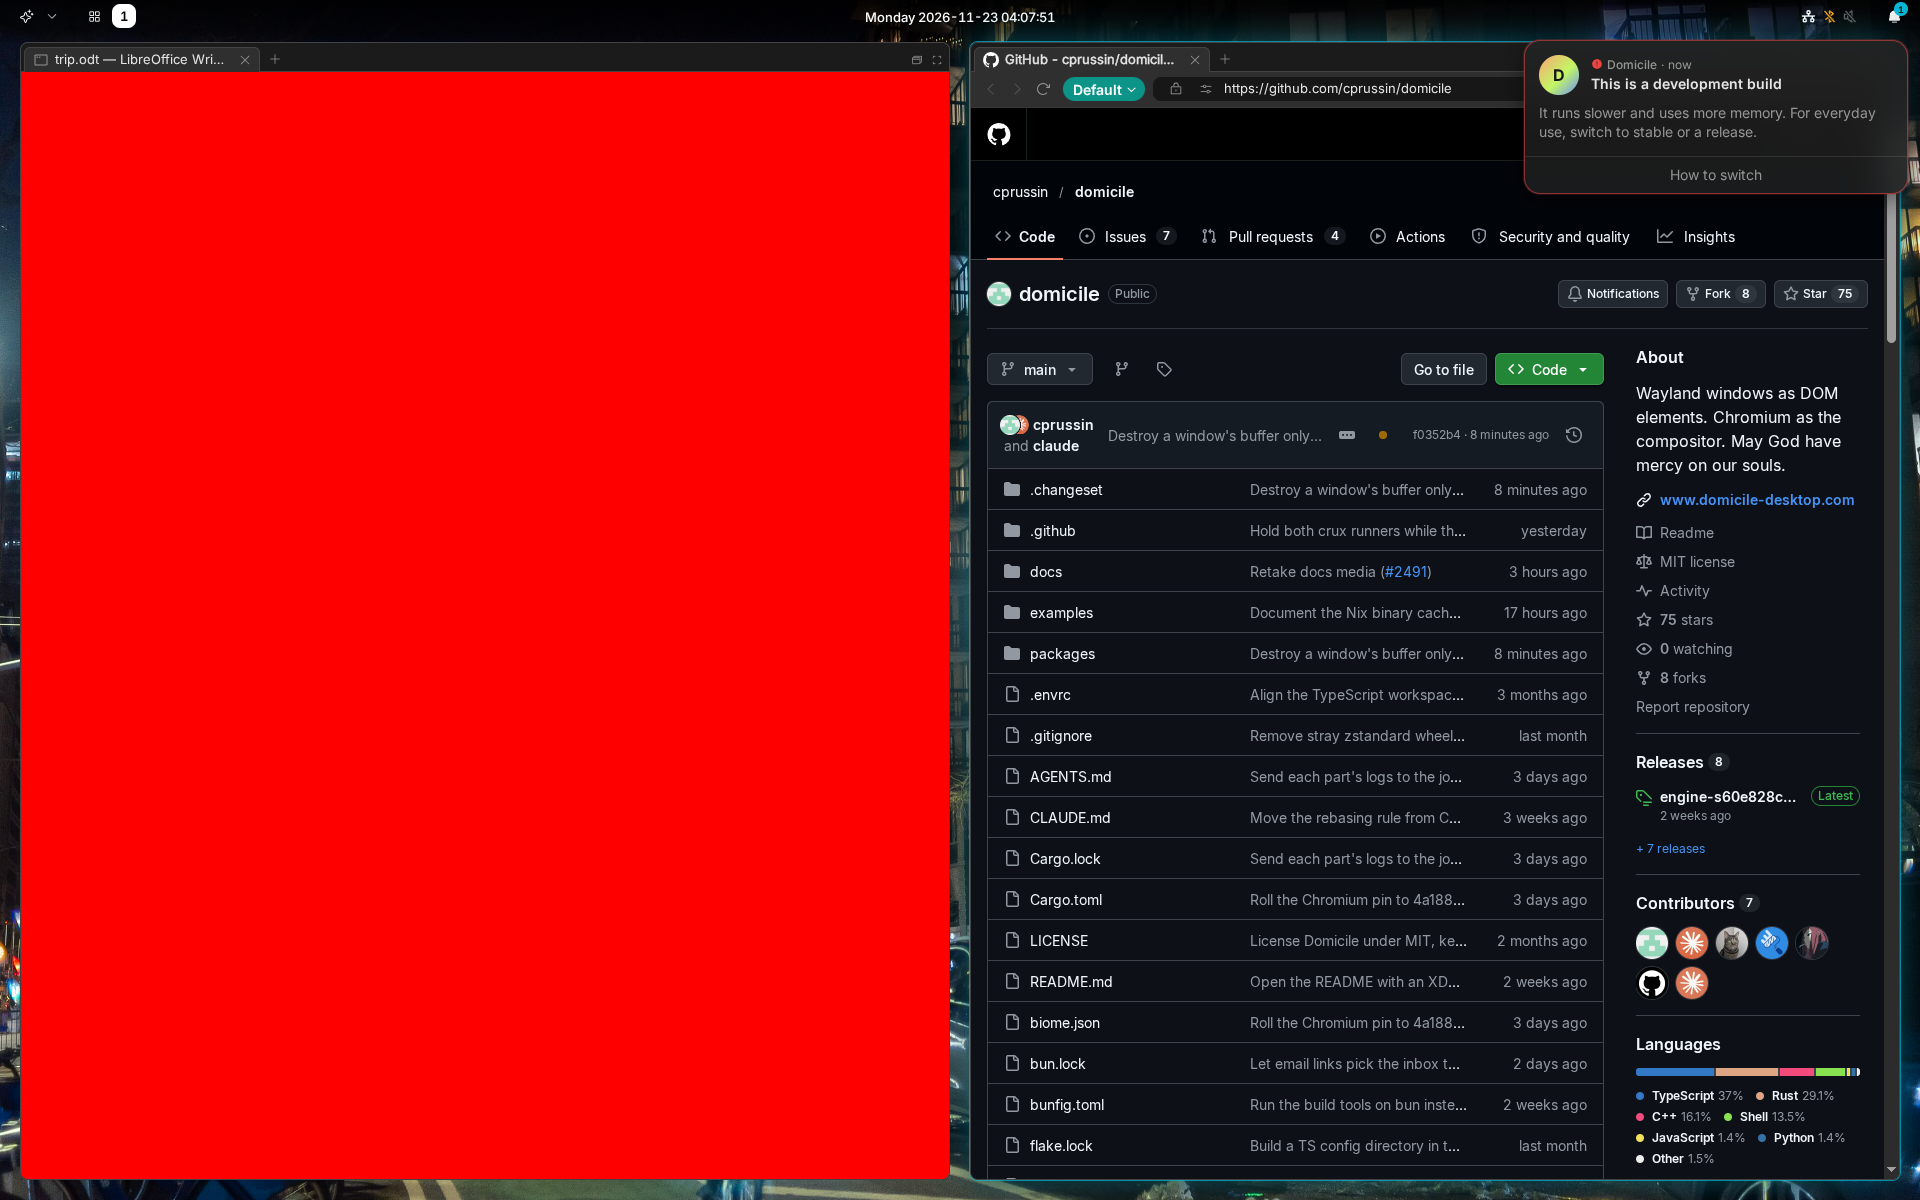 1
Monday 2026-11-23 04:07:51
1
trip.odt — LibreOffice Wri...
GitHub - cprussin/domicil...
Default
https://github.com/cprussin/domicile
D
Domicile · now
This is a development build
It runs slower and uses more memory. For everyday
use, switch to stable or a release.
How to switch
cprussin / domicile
Code
Issues 7
Pull requests 4
Actions
Security and quality
Insights
domicile Public
Notifications
Fork 8
Star 75
main
Go to file
Code
cprussin
and claude
Destroy a window's buffer only...
f0352b4 · 8 minutes ago
.changeset Destroy a window's buffer only... 8 minutes ago
.github Hold both crux runners while th... yesterday
docs Retake docs media (#2491) 3 hours ago
examples Document the Nix binary cach... 17 hours ago
packages Destroy a window's buffer only... 8 minutes ago
.envrc Align the TypeScript workspac... 3 months ago
.gitignore Remove stray zstandard wheel... last month
AGENTS.md Send each part's logs to the jo... 3 days ago
CLAUDE.md Move the rebasing rule from C... 3 weeks ago
Cargo.lock Send each part's logs to the jo... 3 days ago
Cargo.toml Roll the Chromium pin to 4a188... 3 days ago
LICENSE License Domicile under MIT, ke... 2 months ago
README.md Open the README with an XD... 2 weeks ago
biome.json Roll the Chromium pin to 4a188... 3 days ago
bun.lock Let email links pick the inbox t... 2 days ago
bunfig.toml Run the build tools on bun inste... 2 weeks ago
flake.lock Build a TS config directory in t... last month
About
Wayland windows as DOM
elements. Chromium as the
compositor. May God have
mercy on our souls.
www.domicile-desktop.com
Readme
MIT license
Activity
75 stars
0 watching
8 forks
Report repository
Releases 8
engine-s60e828c... Latest
2 weeks ago
+ 7 releases
Contributors 7
Languages
TypeScript 37% Rust 29.1%
C++ 16.1% Shell 13.5%
JavaScript 1.4% Python 1.4%
Other 1.5%